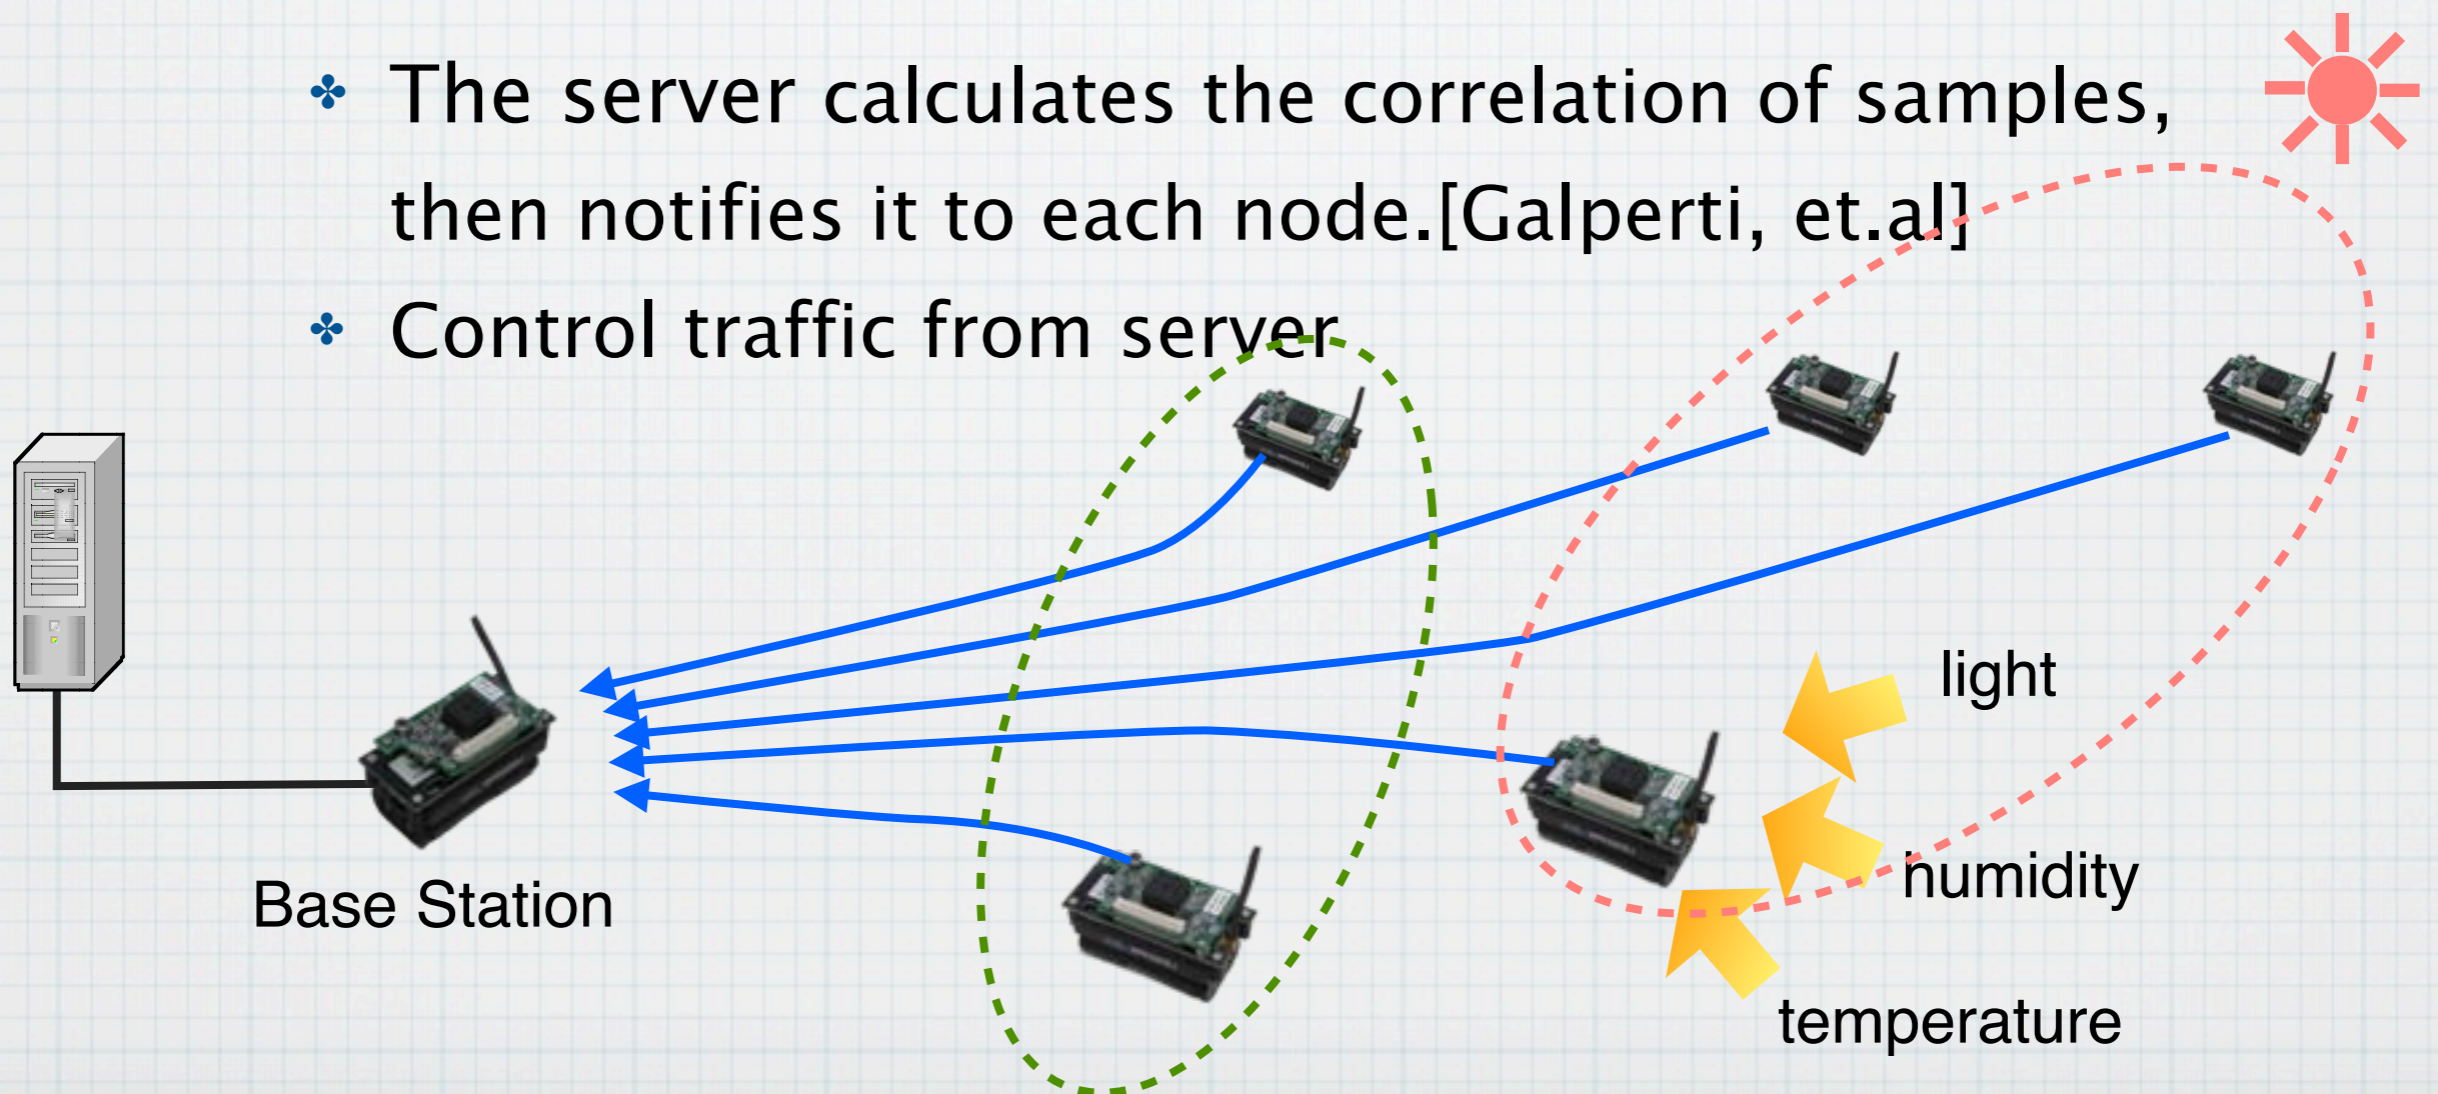 The server calculates the correlation of samples,
then notifies it to each node.[Galperti, et.al]
Control traffic from server
light
humidity
Base Station
temperature